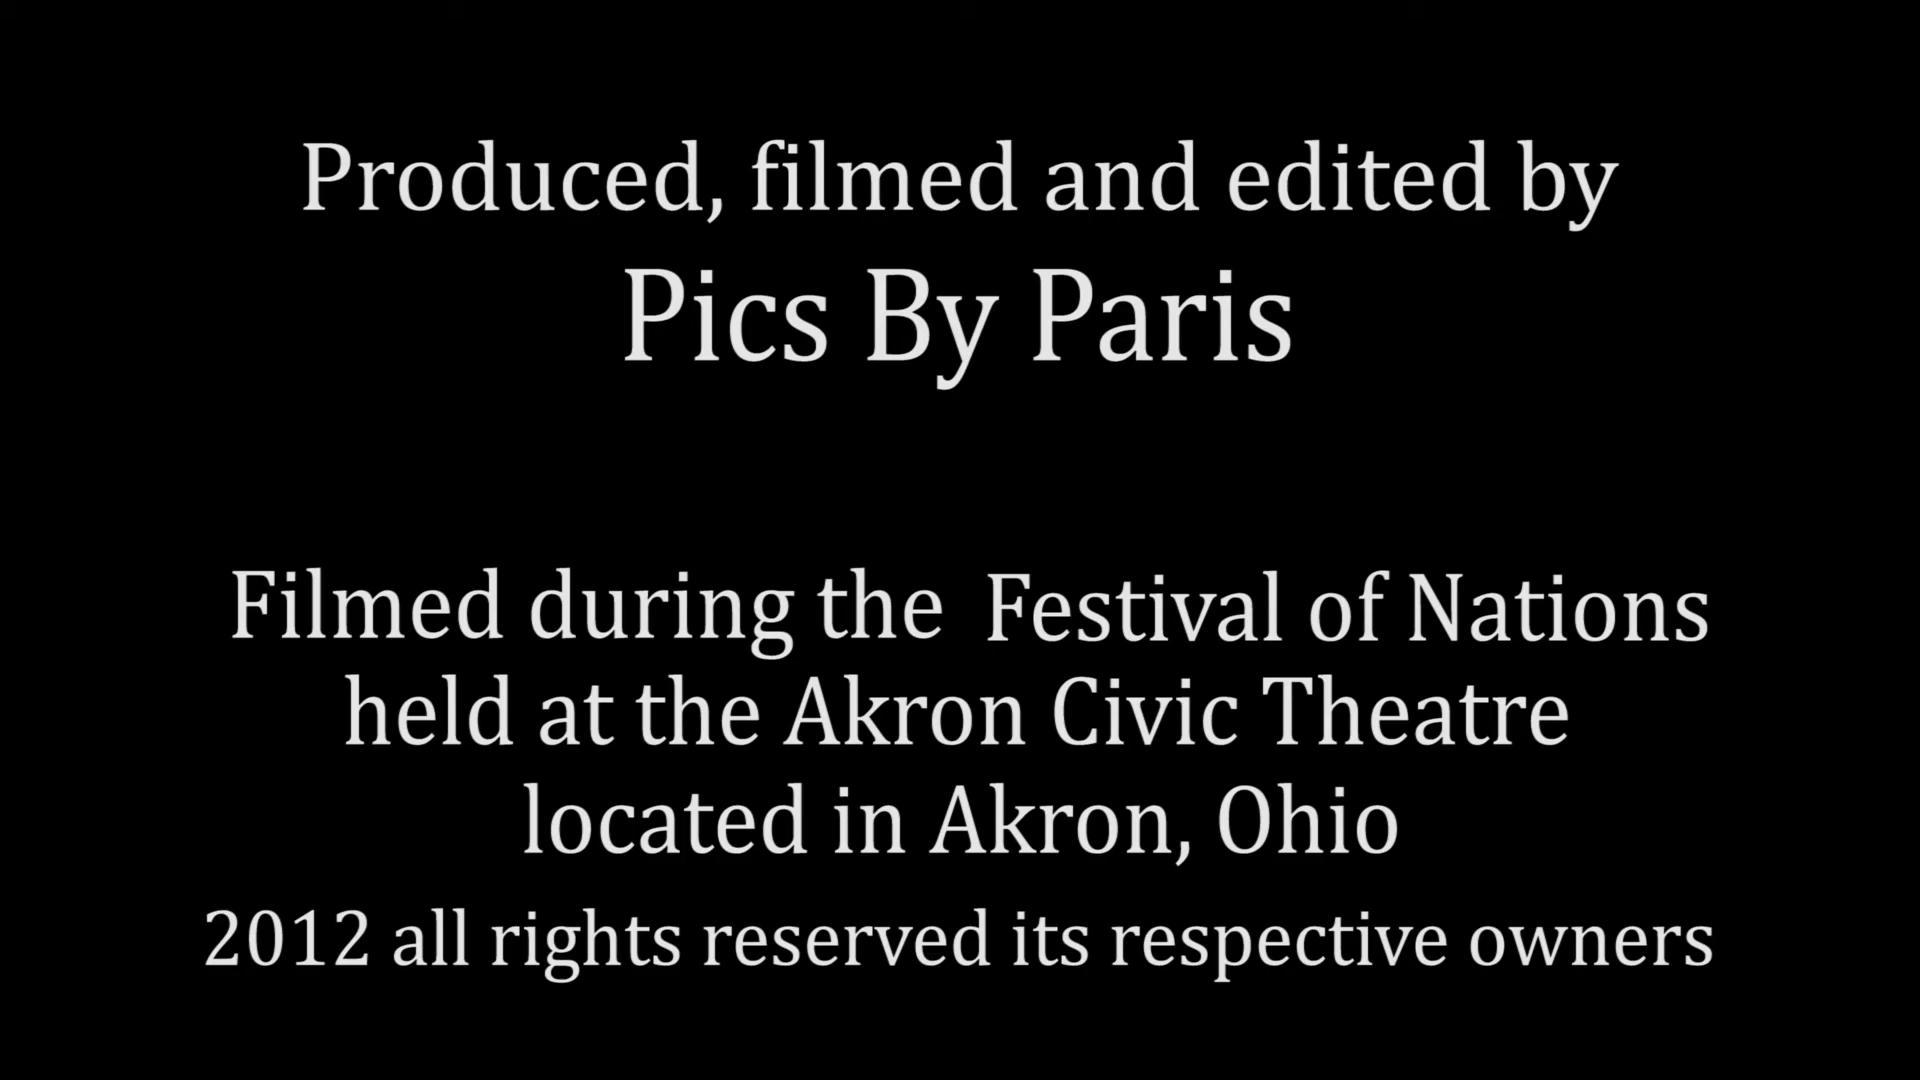 Produced, filmed and edited by
Pics By Paris
Filmed during the Festival of Nations
held at the Akron Civic Theatre
located in Akron, Ohio
2012 all rights reserved its respective owners